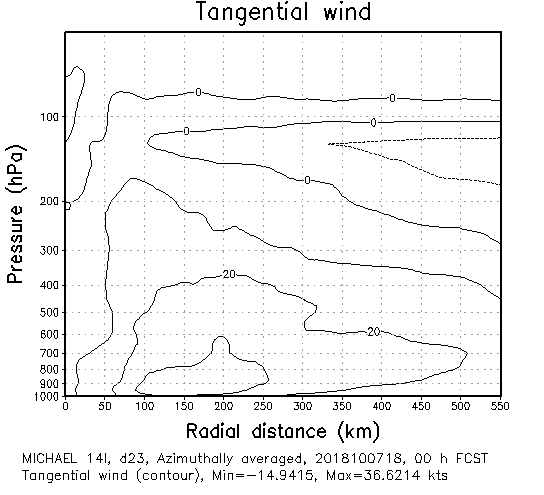 Tangential wind
0
0
100
0
0
0
200
300
20
400
500
20
600
700
800
900
1000
Pressure (hPa)
0 50 100 150 200 250 300 350 400 450 500 550
Radial distance (km)
MICHAEL 14l, d23, Azimuthally averaged, 2018100718, 00 h FCST
Tangential wind (contour), Min=−14.9415, Max=36.6214 kts